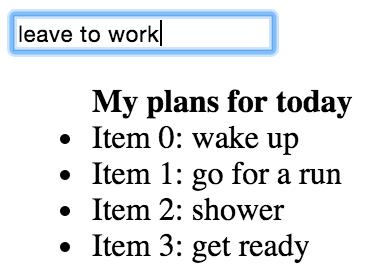 leave to work
My plans for today
Item 0: wake up
Item 1: go for a run
Item 2: shower
Item 3: get ready